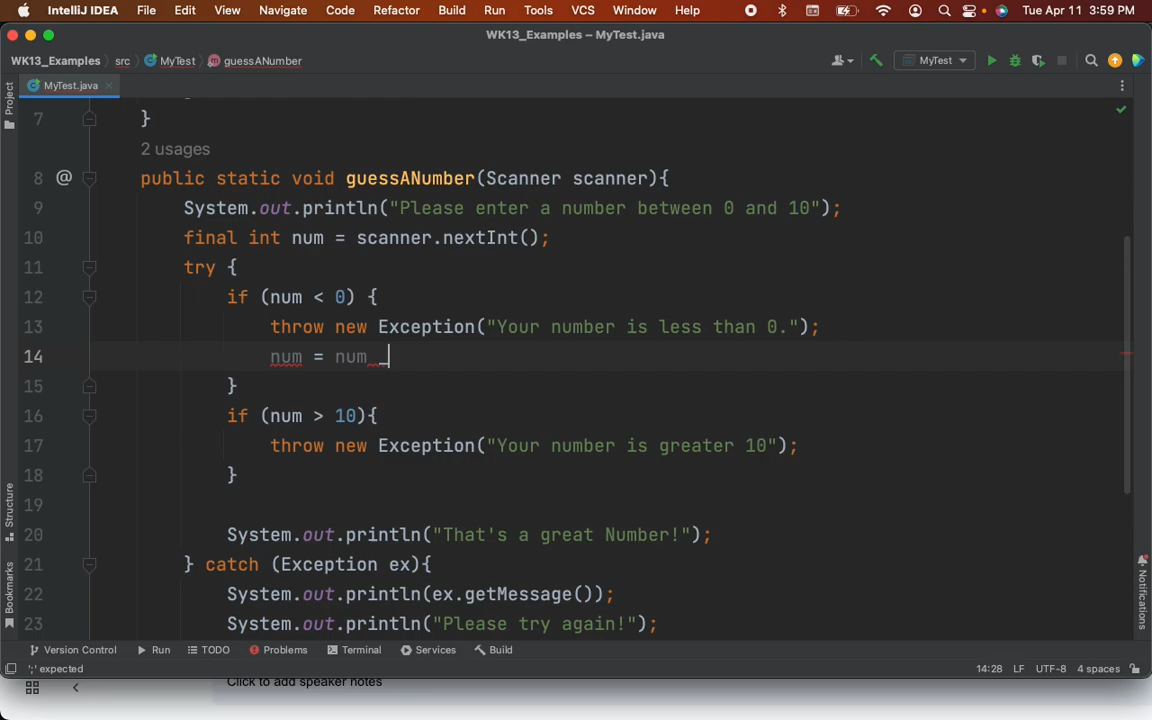 IntelliJ IDEA File Edit View Navigate Code Refactor Build Run Tools VCS Window Help Tue Apr 11 3:59 PM
WK13_Examples – MyTest.java
WK13_Examples src MyTest guessANumber MyTest
Project MyTest.java
7 }
2 usages
8 @ public static void guessANumber(Scanner scanner){
9 System.out.println("Please enter a number between 0 and 10");
10 final int num = scanner.nextInt();
11 try {
12 if (num < 0) {
13 throw new Exception("Your number is less than 0.");
14 num = num _
15 }
16 if (num > 10){
17 throw new Exception("Your number is greater 10");
18 }
19
20 System.out.println("That's a great Number!");
21 } catch (Exception ex){
22 System.out.println(ex.getMessage());
23 System.out.println("Please try again!");
Structure
Bookmarks
Notifications
Version Control Run TODO Problems Terminal Services Build
';' expected 14:28 LF UTF-8 4 spaces
Click to add speaker notes